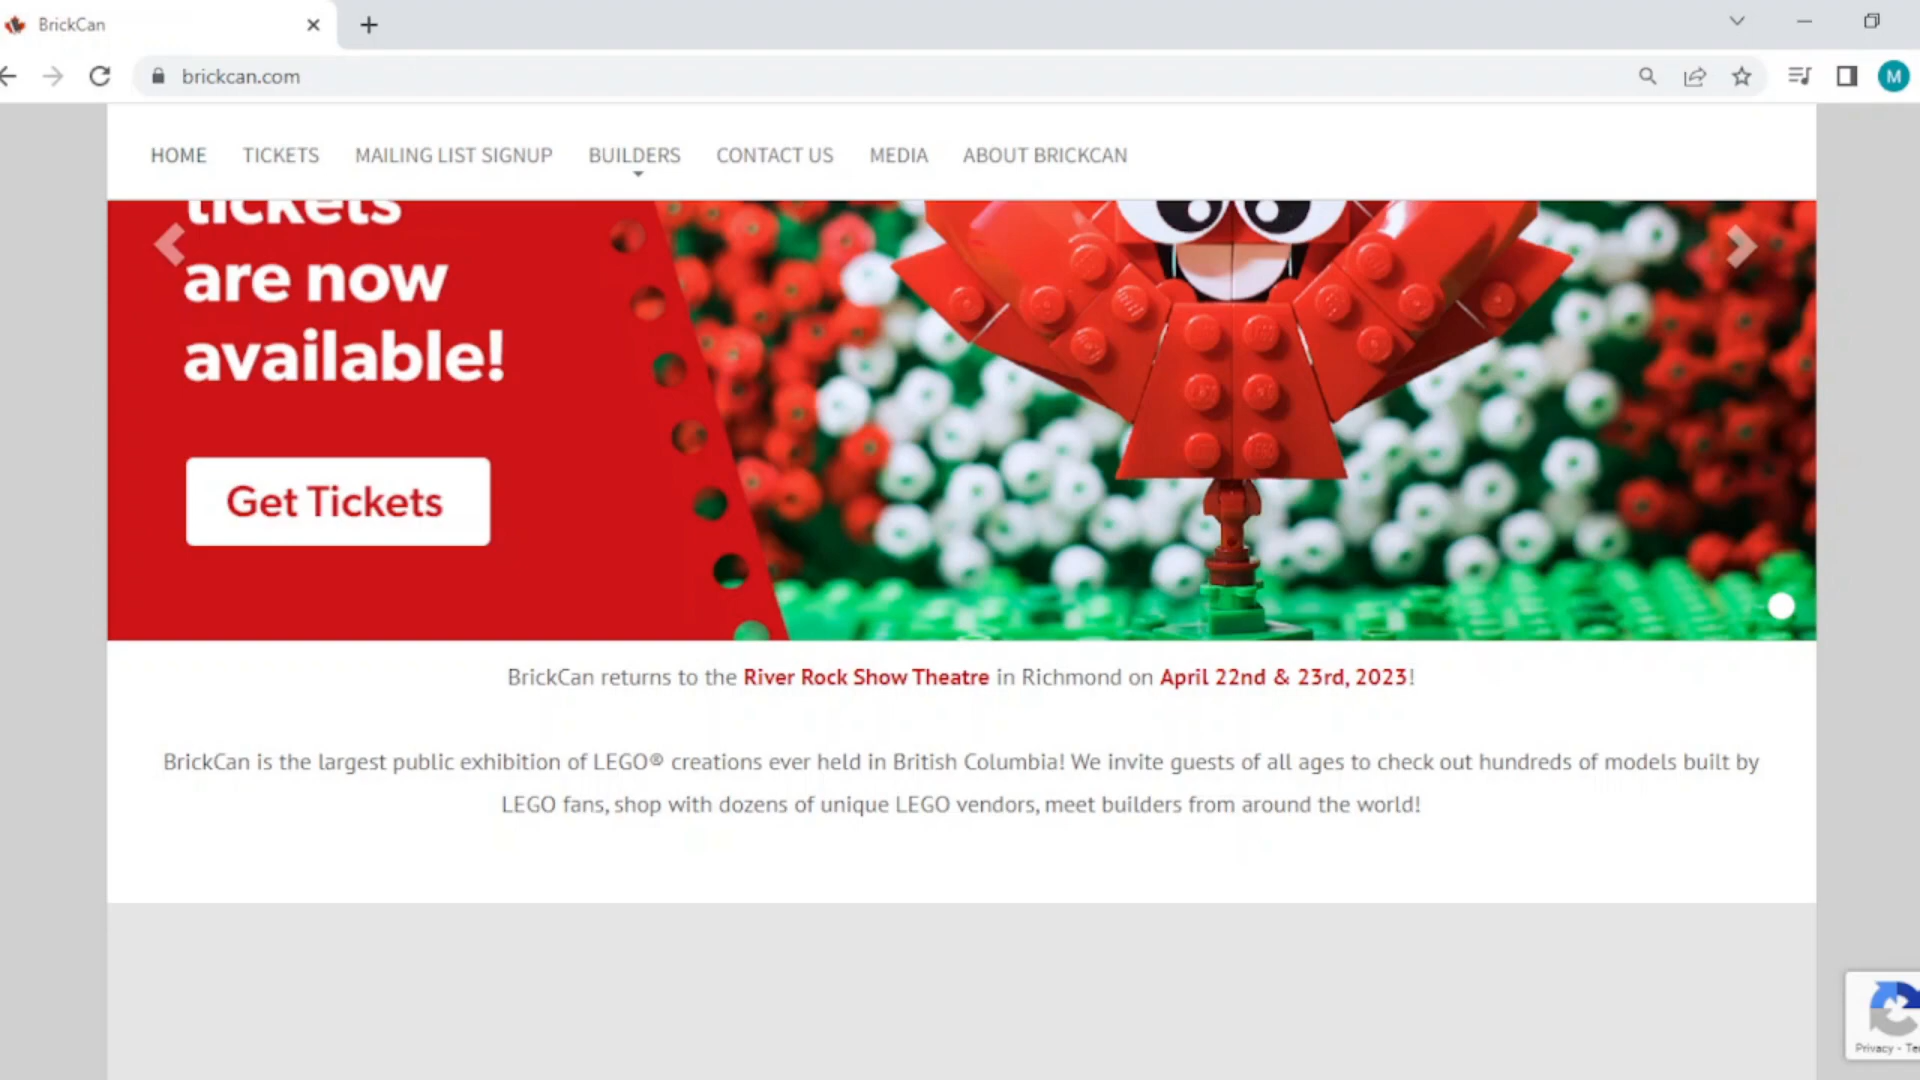 BrickCan
brickcan.com
M
HOME TICKETS MAILING LIST SIGNUP BUILDERS CONTACT US MEDIA ABOUT BRICKCAN
tickets
are now
available!
Get Tickets
BrickCan returns to the River Rock Show Theatre in Richmond on April 22nd & 23rd, 2023!
BrickCan is the largest public exhibition of LEGO® creations ever held in British Columbia! We invite guests of all ages to check out hundreds of models built by
LEGO fans, shop with dozens of unique LEGO vendors, meet builders from around the world!
Privacy - Te